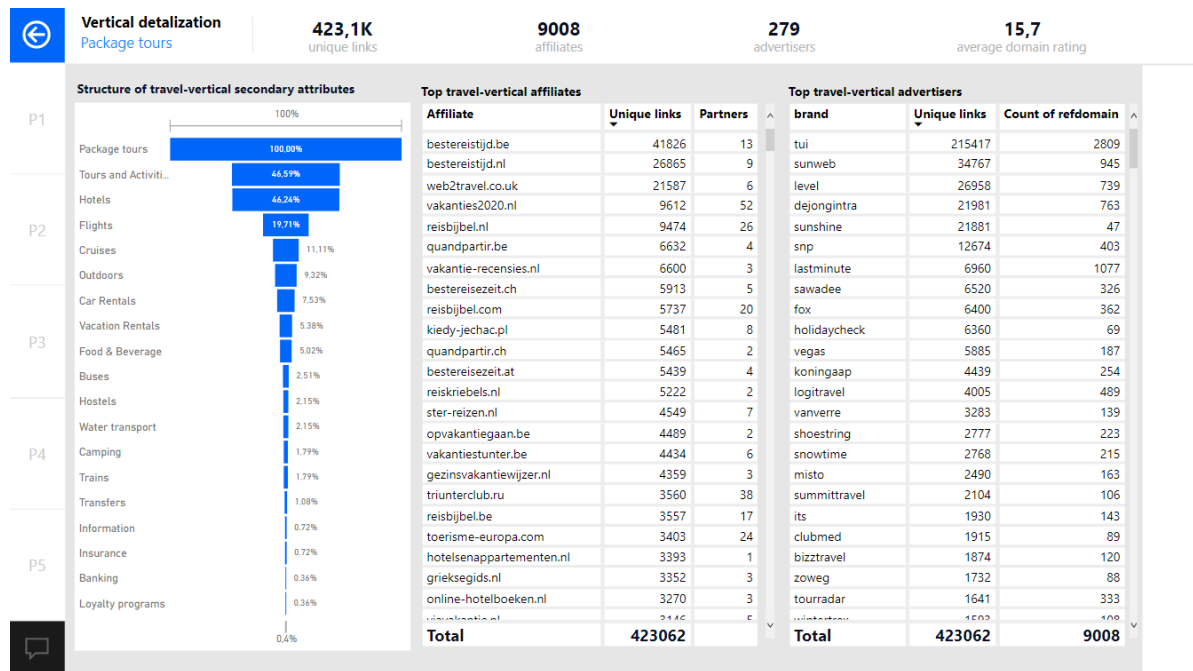 Vertical detalization
Package tours
423,1K
unique links
9008
affiliates
279
advertisers
15,7
average domain rating
P1
P2
P3
P4
P5
Structure of travel-vertical secondary attributes
100%
Package tours 100,00%
Tours and Activiti... 46,59%
Hotels 46,24%
Flights 19,71%
Cruises 11,11%
Outdoors 9,32%
Car Rentals 7,53%
Vacation Rentals 5,38%
Food & Beverage 5,02%
Buses 2,51%
Hostels 2,15%
Water transport 2,15%
Camping 1,79%
Trains 1,79%
Transfers 1,08%
Information 0,72%
Insurance 0,72%
Banking 0,36%
Loyalty programs 0,36%
0,4%
Top travel-vertical affiliates
Affiliate Unique links Partners
bestereistijd.be 41826 13
bestereistijd.nl 26865 9
web2travel.co.uk 21587 6
vakanties2020.nl 9612 52
reisbijbel.nl 9474 26
quandpartir.be 6632 4
vakantie-recensies.nl 6600 3
bestereisezeit.ch 5913 5
reisbijbel.com 5737 20
kiedy-jechac.pl 5481 8
quandpartir.ch 5465 2
bestereisezeit.at 5439 4
reiskriebels.nl 5222 2
ster-reizen.nl 4549 7
opvakantiegaan.be 4489 2
vakantiestunter.be 4434 6
gezinsvakantiewijzer.nl 4359 3
triunterclub.ru 3560 38
reisbijbel.be 3557 17
toerisme-europa.com 3403 24
hotelsenappartementen.nl 3393 1
grieksegids.nl 3352 3
online-hotelboeken.nl 3270 3
Total 423062
Top travel-vertical advertisers
brand Unique links Count of refdomain
tui 215417 2809
sunweb 34767 945
level 26958 739
dejongintra 21981 763
sunshine 21881 47
snp 12674 403
lastminute 6960 1077
sawadee 6520 326
fox 6400 362
holidaycheck 6360 69
vegas 5885 187
koningaap 4439 254
logitravel 4005 489
vanverre 3283 139
shoestring 2777 223
snowtime 2768 215
misto 2490 163
summittravel 2104 106
its 1930 143
clubmed 1915 89
bizztravel 1874 120
zoweg 1732 88
tourradar 1641 333
Total 423062 9008